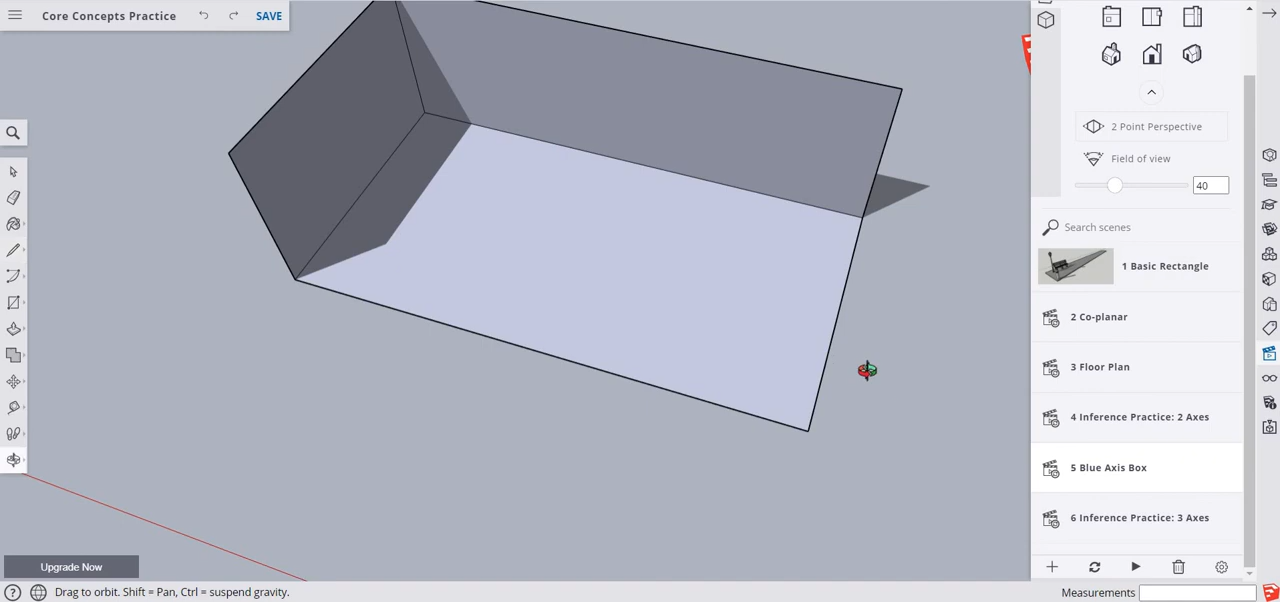 Core Concepts Practice
SAVE
2 Point Perspective
Field of view
40
Search scenes
1 Basic Rectangle
2 Co-planar
3 Floor Plan
4 Inference Practice: 2 Axes
5 Blue Axis Box
6 Inference Practice: 3 Axes
Upgrade Now
Drag to orbit. Shift = Pan, Ctrl = suspend gravity.
Measurements